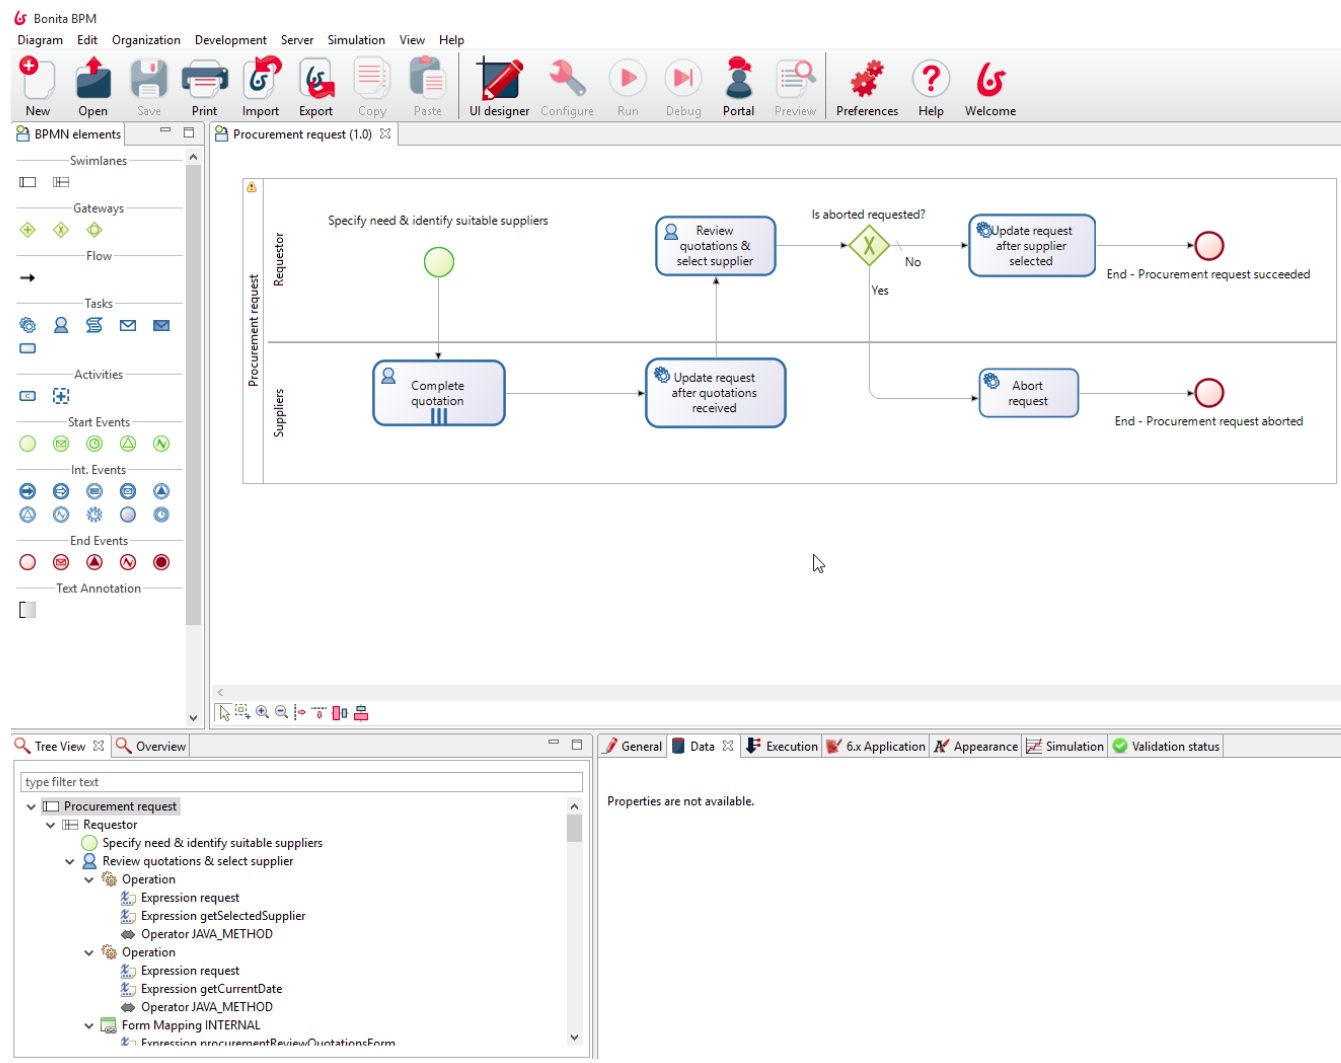 Bonita BPM
Diagram Edit Organization Development Server Simulation View Help
New Open Save Print Import Export Copy Paste UI designer Configure Run Debug Portal Preview Preferences Help Welcome
BPMN elements
Swimlanes
Gateways
Flow
Tasks
Activities
Start Events
Int. Events
End Events
Text Annotation
Procurement request (1.0)
Procurement request
Requestor
Specify need & identify suitable suppliers
Review
quotations &
select supplier
Is aborted requested?
X
No
Yes
Update request
after supplier
selected
End - Procurement request succeeded
Suppliers
Complete
quotation
Update request
after quotations
received
Abort
request
End - Procurement request aborted
Tree View Overview
type filter text
Procurement request
Requestor
Specify need & identify suitable suppliers
Review quotations & select supplier
Operation
Expression request
Expression getSelectedSupplier
Operator JAVA_METHOD
Operation
Expression request
Expression getCurrentDate
Operator JAVA_METHOD
Form Mapping INTERNAL
Expression procurementReviewQuotationsForm
General Data Execution 6.x Application Appearance Simulation Validation status
Properties are not available.